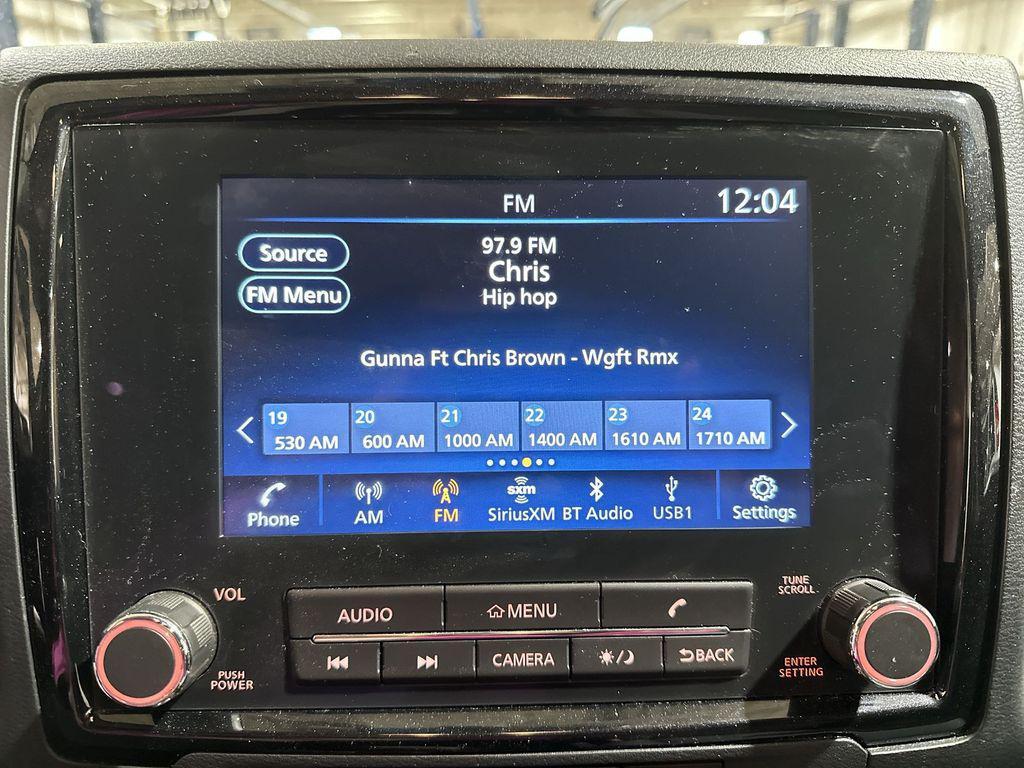 FM
12:04
Source
97.9 FM
Chris
FM Menu
Hip hop
Gunna Ft Chris Brown - Wgft Rmx
19 20 21 22 23 24
530 AM 600 AM 1000 AM 1400 AM 1610 AM 1710 AM
sxm
Phone AM FM SiriusXM BT Audio USB1 Settings
VOL
PUSH
POWER
AUDIO MENU
CAMERA BACK
TUNE
SCROLL
ENTER
SETTING